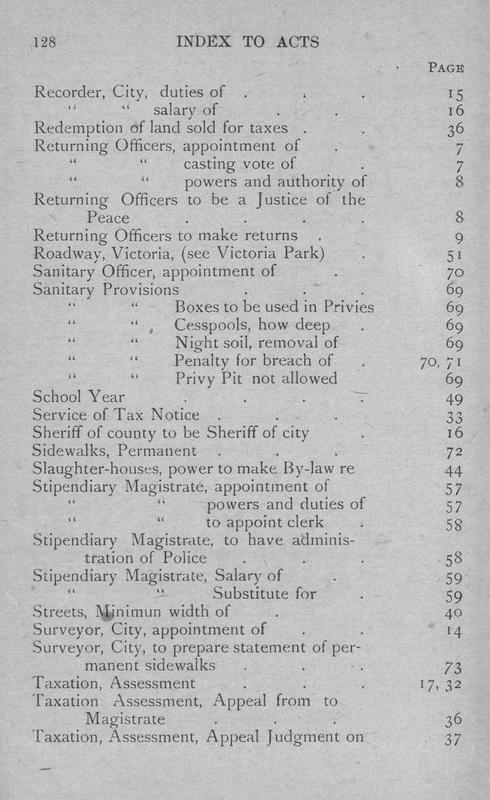 128 INDEX TO ACTS
PAGE
Recorder, City, duties of . . . 15
“ “ salary of . . 16
Redemption of land sold for taxes . . 36
Returning Officers, appointment of . 7
“ “ casting vote of . 7
“ “ powers and authority of 8
Returning Officers to be a Justice of the
Peace . . . . 8
Returning Officers to make returns . 9
Roadway, Victoria, (see Victoria Park) . 51
Sanitary Officer, appointment of . 70
Sanitary Provisions . . . 69
“ “ Boxes to be used in Privies 69
“ “ Cesspools, how deep . 69
“ “ Night soil, removal of 69
“ “ Penalty for breach of . 70, 71
“ “ Privy Pit not allowed 69
School Year . . . . 49
Service of Tax Notice . . . 33
Sheriff of county to be Sheriff of city . 16
Sidewalks, Permanent . . . 72
Slaughter-houses, power to make By-law re 44
Stipendiary Magistrate, appointment of 57
“ “ powers and duties of 57
“ “ to appoint clerk . 58
Stipendiary Magistrate, to have adminis-
tration of Police . . . 58
Stipendiary Magistrate, Salary of . 59
“ “ Substitute for . 59
Streets, Minimun width of . . 40
Surveyor, City, appointment of . . 14
Surveyor, City, to prepare statement of per-
manent sidewalks . . . 73
Taxation, Assessment . . . 17, 32
Taxation Assessment, Appeal from to
Magistrate . . . 36
Taxation, Assessment, Appeal Judgment on 37